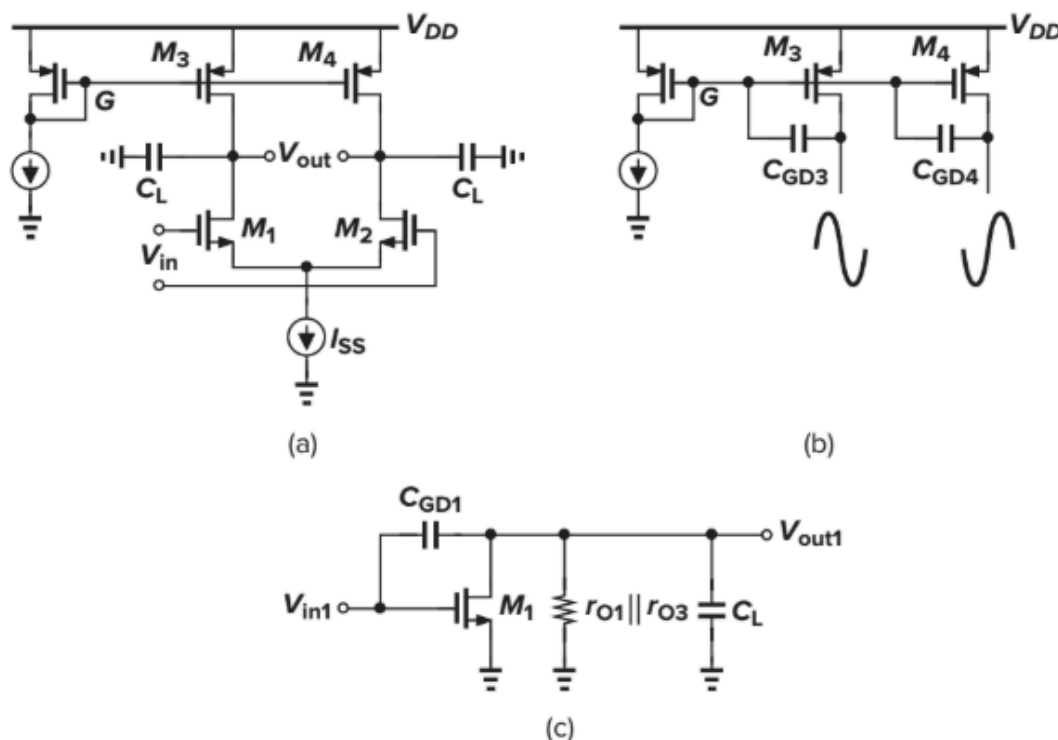 V_DD
M_3
M_4
G
V_out
C_L
C_L
M_1
M_2
V_in
I_SS
(a)
V_DD
M_3
M_4
G
C_GD3
C_GD4
(b)
C_GD1
V_out1
V_in1
M_1
r_O1||r_O3
C_L
(c)